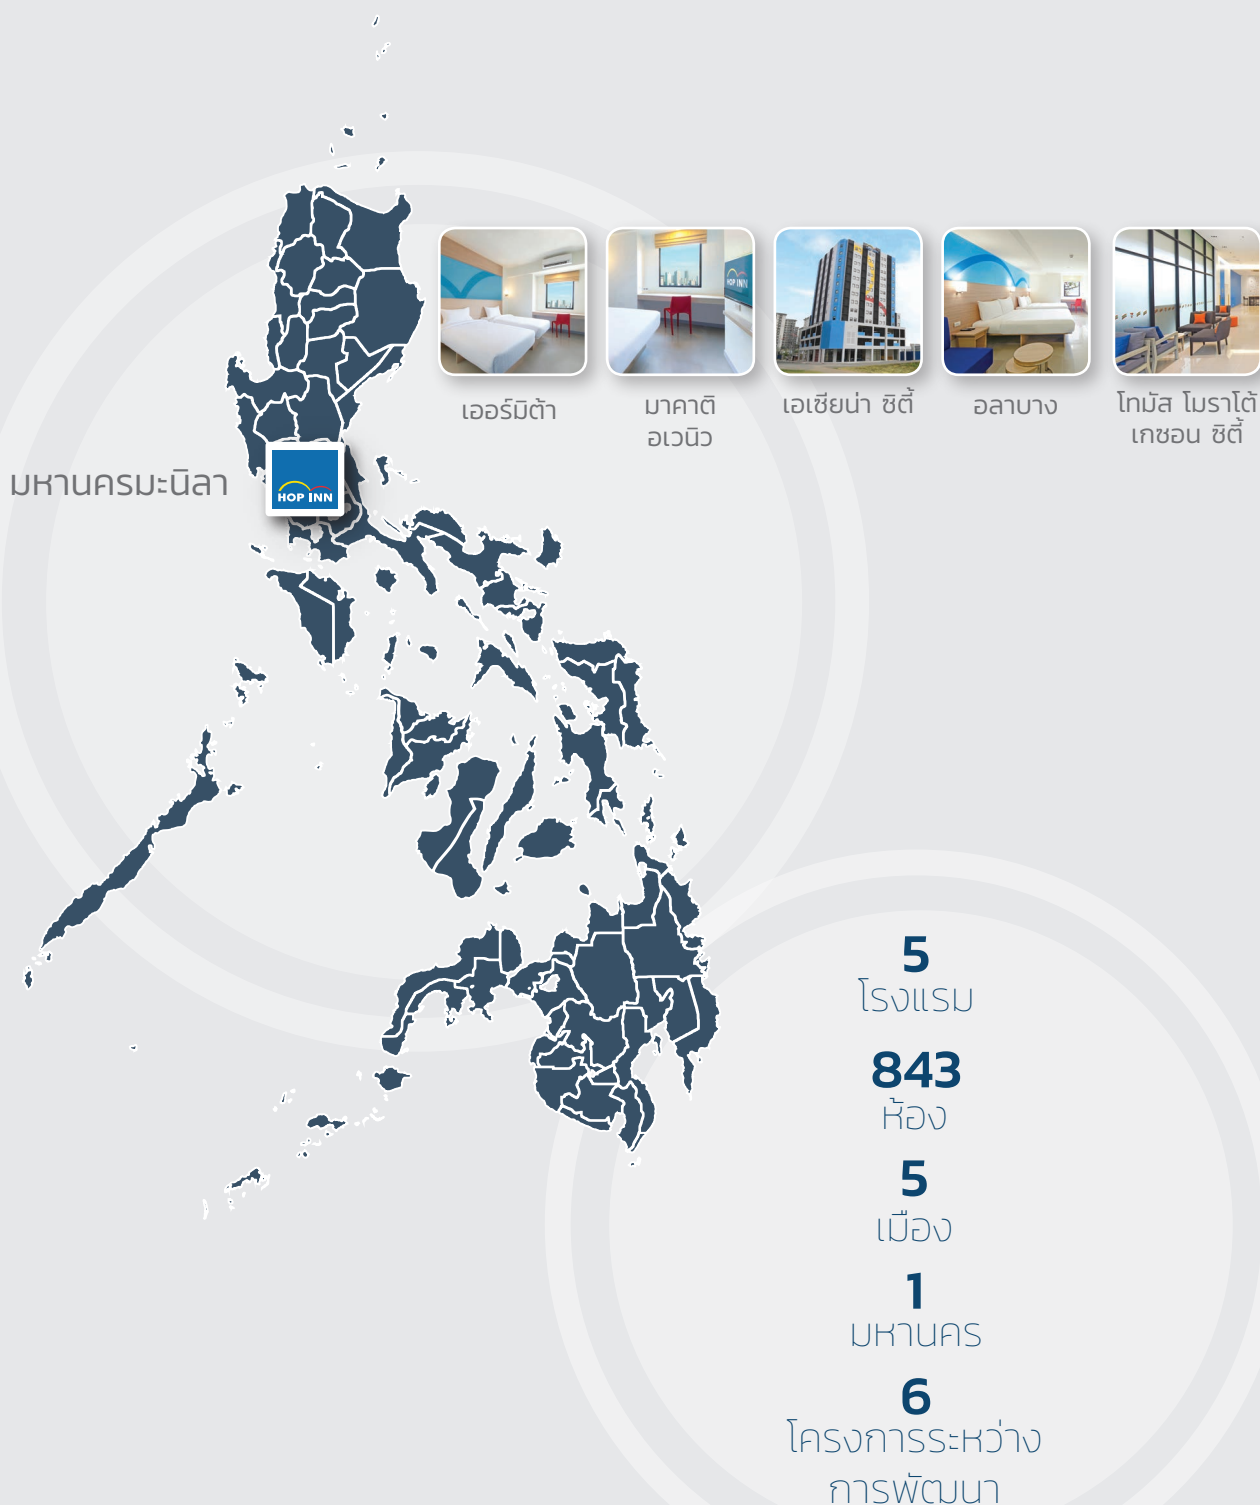 HOP INN
เออร์มิต้า
มาคาติ
อเวนิว
เอเชียน่า ซิตี้
อลาบาง
โทมัส โมราโต้
เกซอน ซิตี้
มหานครมะนิลา
HOP INN
5
โรงแรม
843
ห้อง
5
เมือง
1
มหานคร
6
โครงการระหว่าง
การพัฒนา